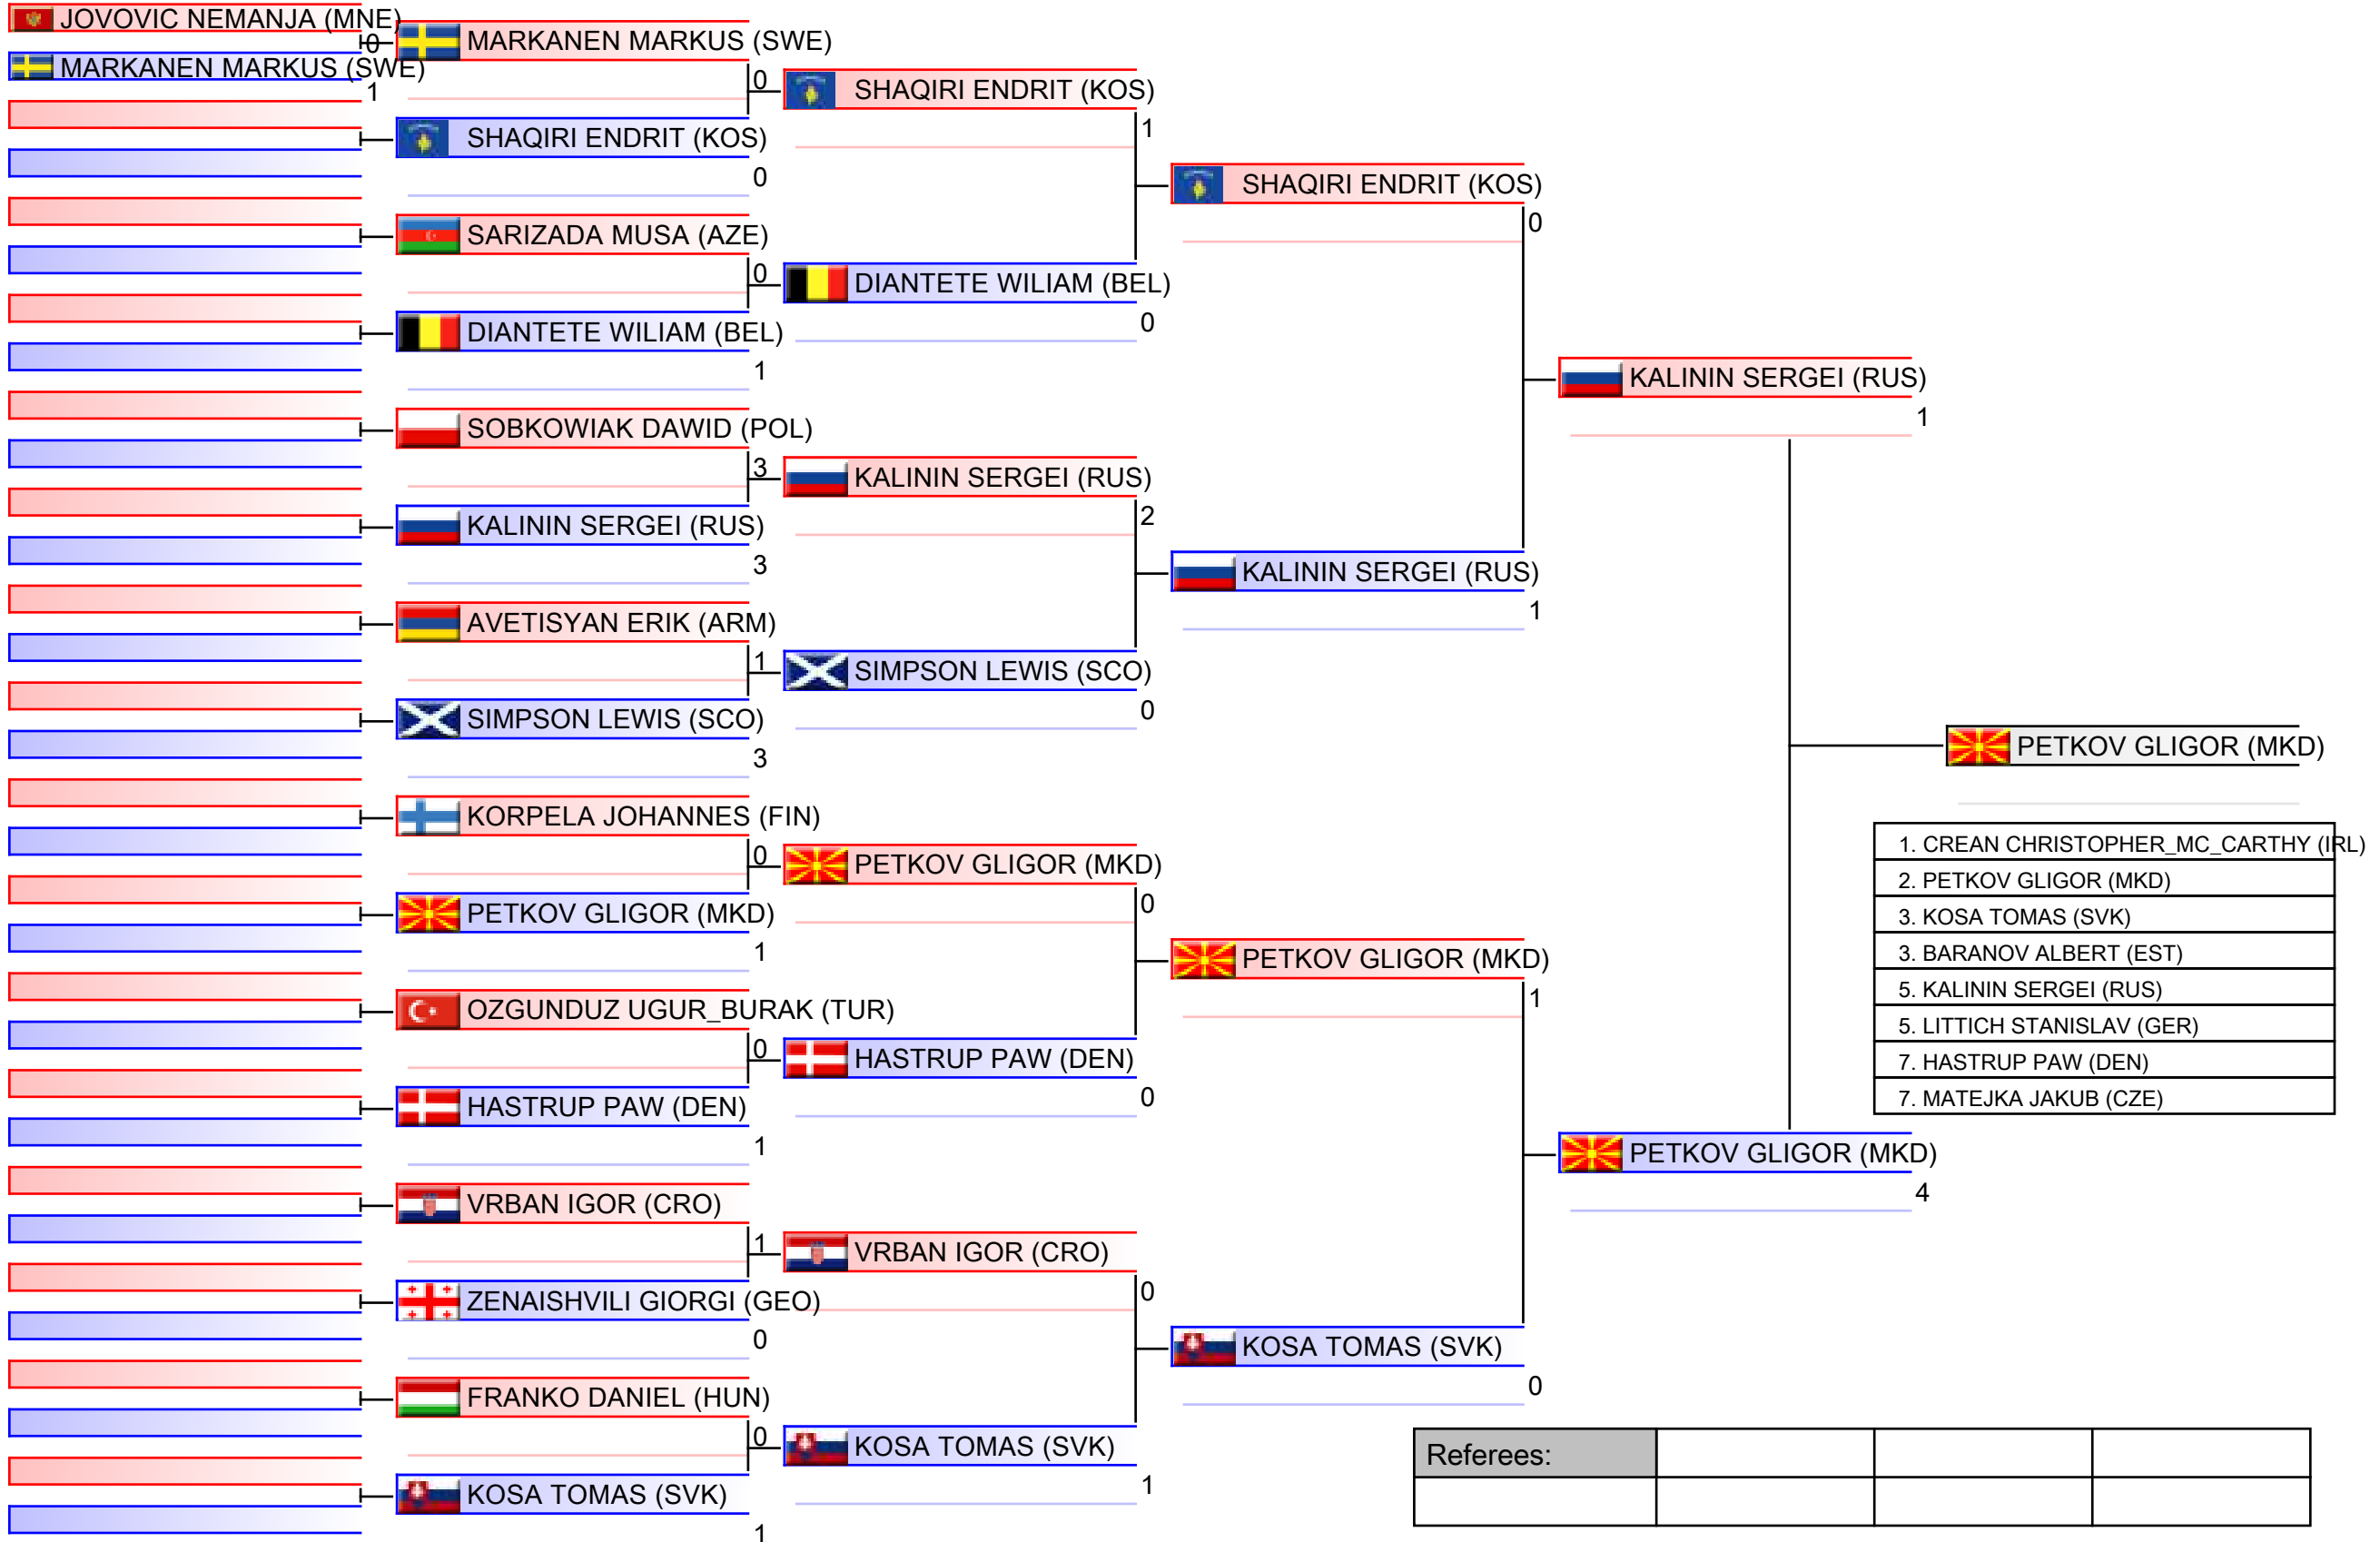 JOVOVIC NEMANJA (MNE)
0
MARKANEN MARKUS (SWE)
1
MARKANEN MARKUS (SWE)
0
SHAQIRI ENDRIT (KOS)
0
SARIZADA MUSA (AZE)
0
DIANTETE WILIAM (BEL)
1
SOBKOWIAK DAWID (POL)
3
KALININ SERGEI (RUS)
3
AVETISYAN ERIK (ARM)
1
SIMPSON LEWIS (SCO)
3
KORPELA JOHANNES (FIN)
0
PETKOV GLIGOR (MKD)
1
OZGUNDUZ UGUR_BURAK (TUR)
0
HASTRUP PAW (DEN)
1
VRBAN IGOR (CRO)
1
ZENAISHVILI GIORGI (GEO)
0
FRANKO DANIEL (HUN)
0
KOSA TOMAS (SVK)
1
SHAQIRI ENDRIT (KOS)
1
DIANTETE WILIAM (BEL)
0
KALININ SERGEI (RUS)
2
SIMPSON LEWIS (SCO)
0
PETKOV GLIGOR (MKD)
0
HASTRUP PAW (DEN)
0
VRBAN IGOR (CRO)
0
KOSA TOMAS (SVK)
1
SHAQIRI ENDRIT (KOS)
0
KALININ SERGEI (RUS)
1
PETKOV GLIGOR (MKD)
1
KOSA TOMAS (SVK)
0
KALININ SERGEI (RUS)
1
PETKOV GLIGOR (MKD)
4
PETKOV GLIGOR (MKD)
1. CREAN CHRISTOPHER_MC_CARTHY (IRL)
2. PETKOV GLIGOR (MKD)
3. KOSA TOMAS (SVK)
3. BARANOV ALBERT (EST)
5. KALININ SERGEI (RUS)
5. LITTICH STANISLAV (GER)
7. HASTRUP PAW (DEN)
7. MATEJKA JAKUB (CZE)
Referees: